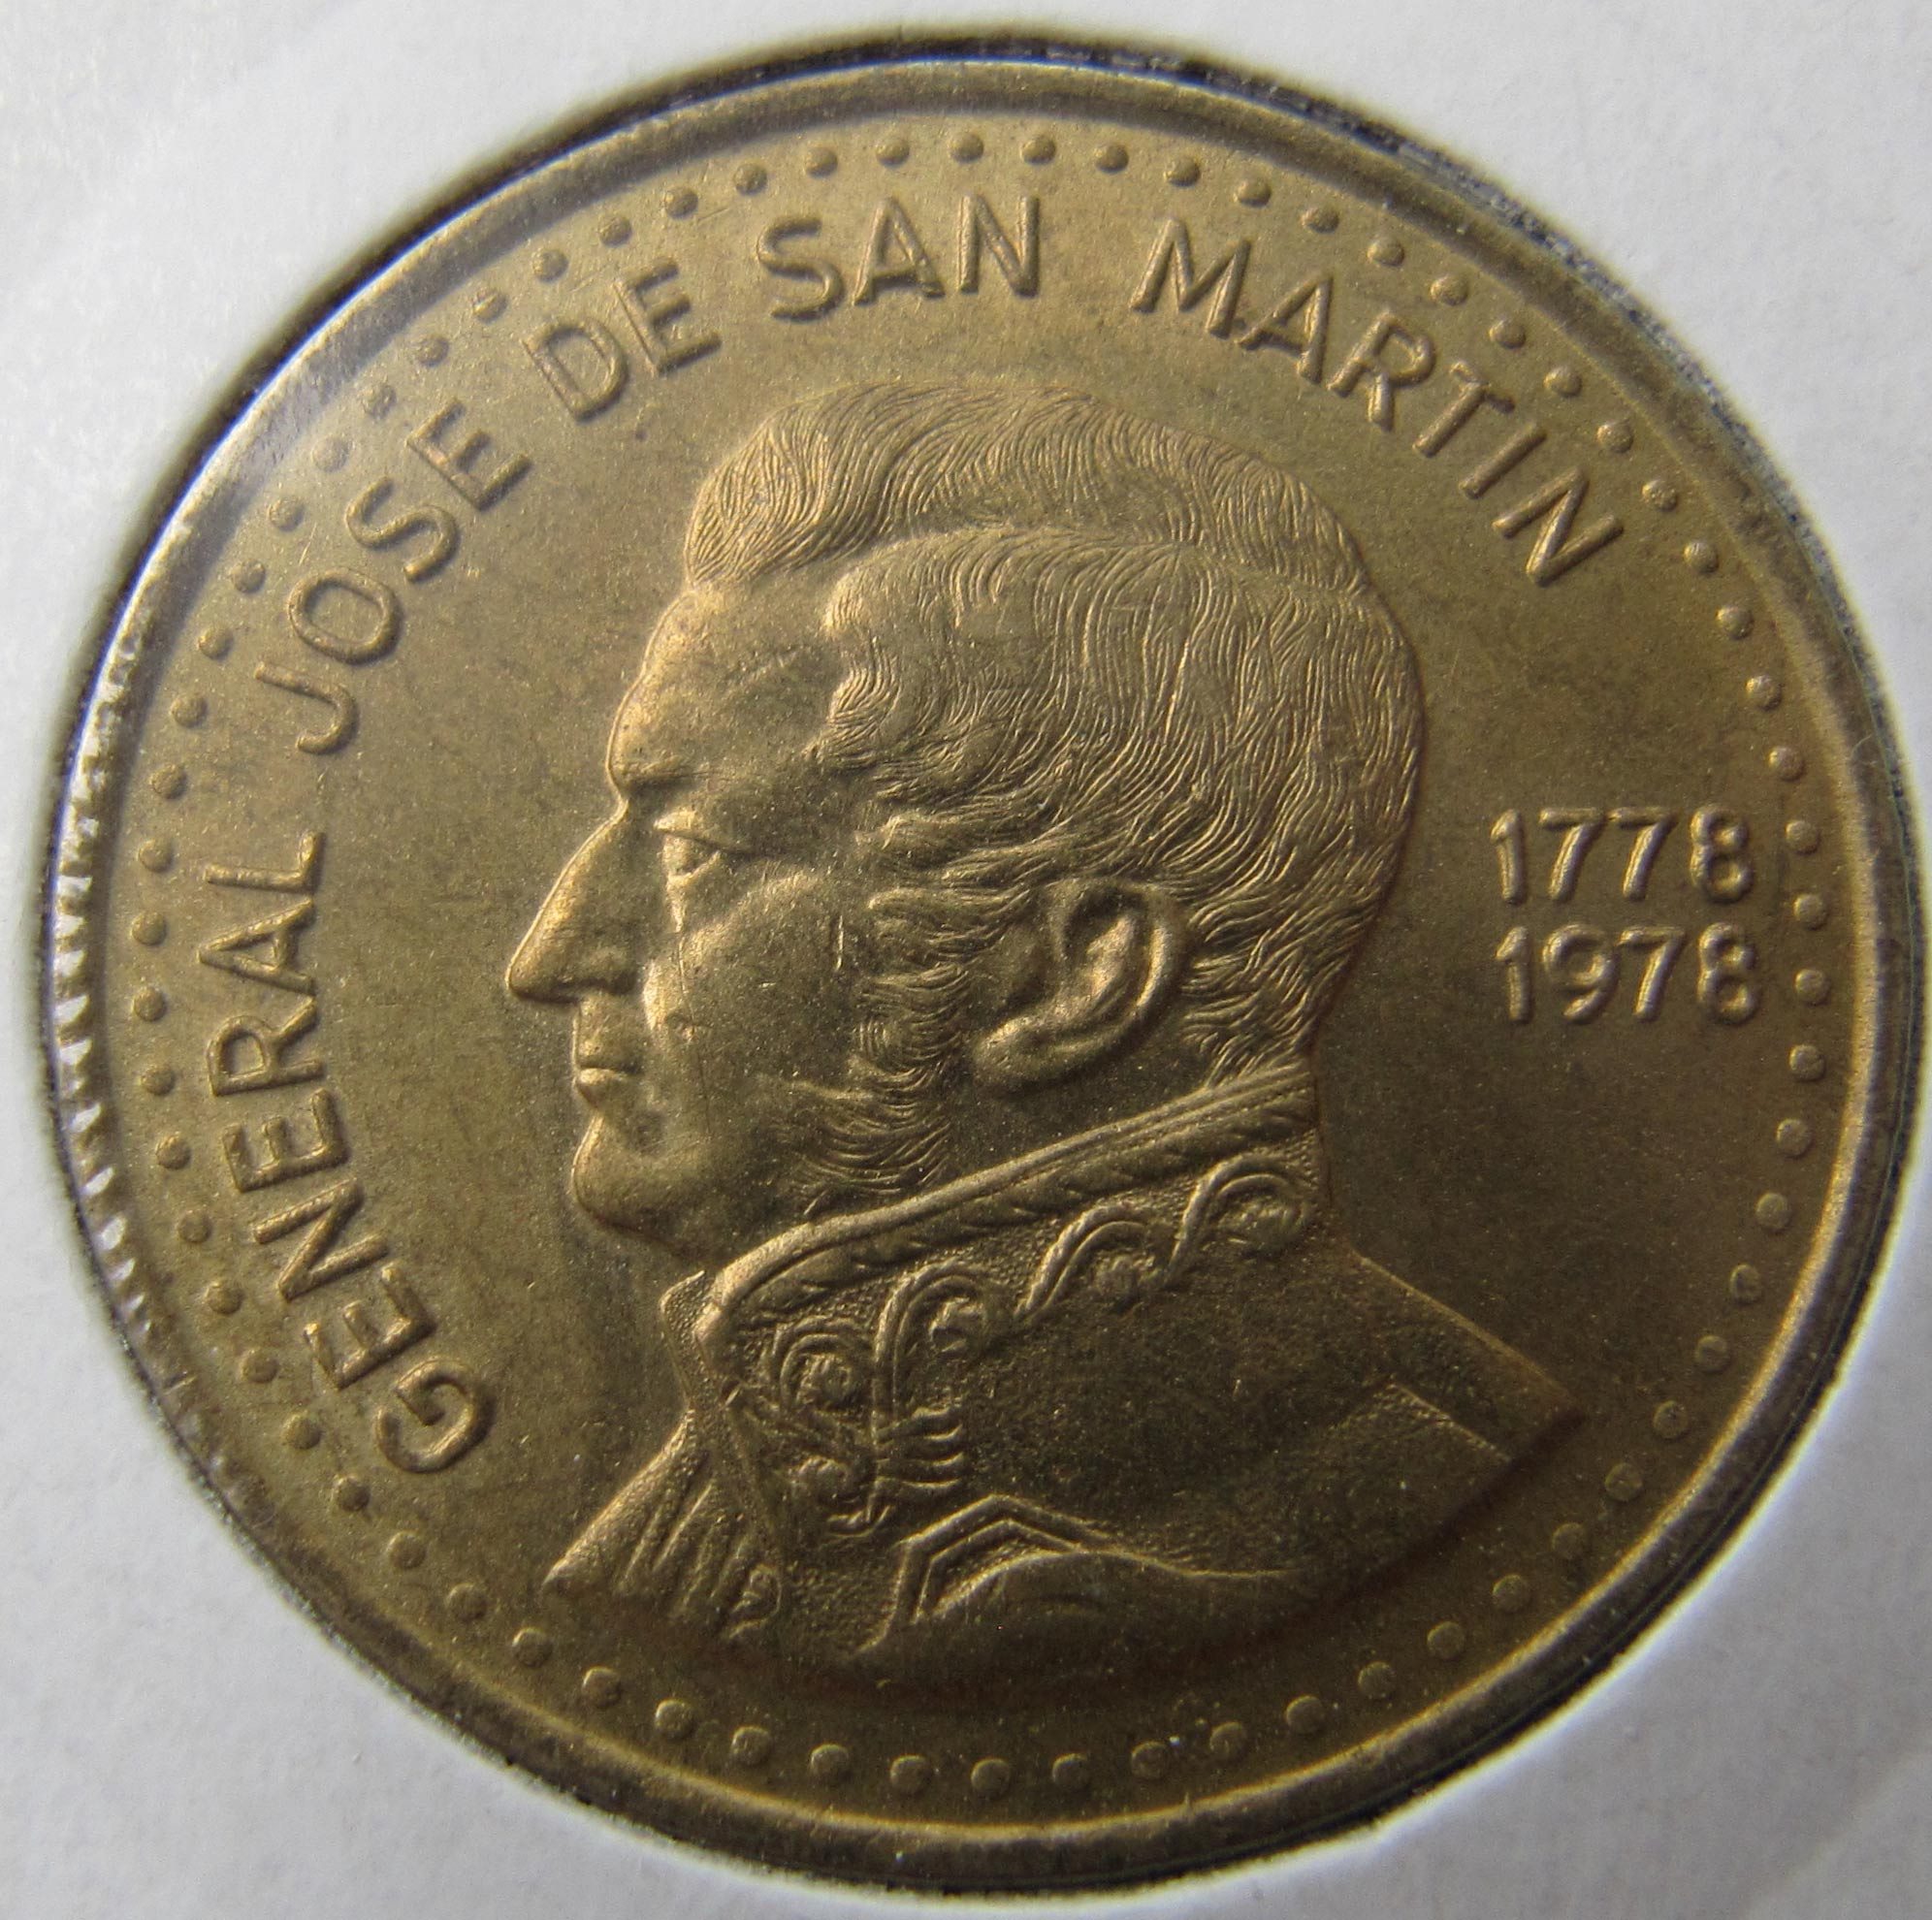 GENERAL JOSE DE SAN MARTIN
1778
1978